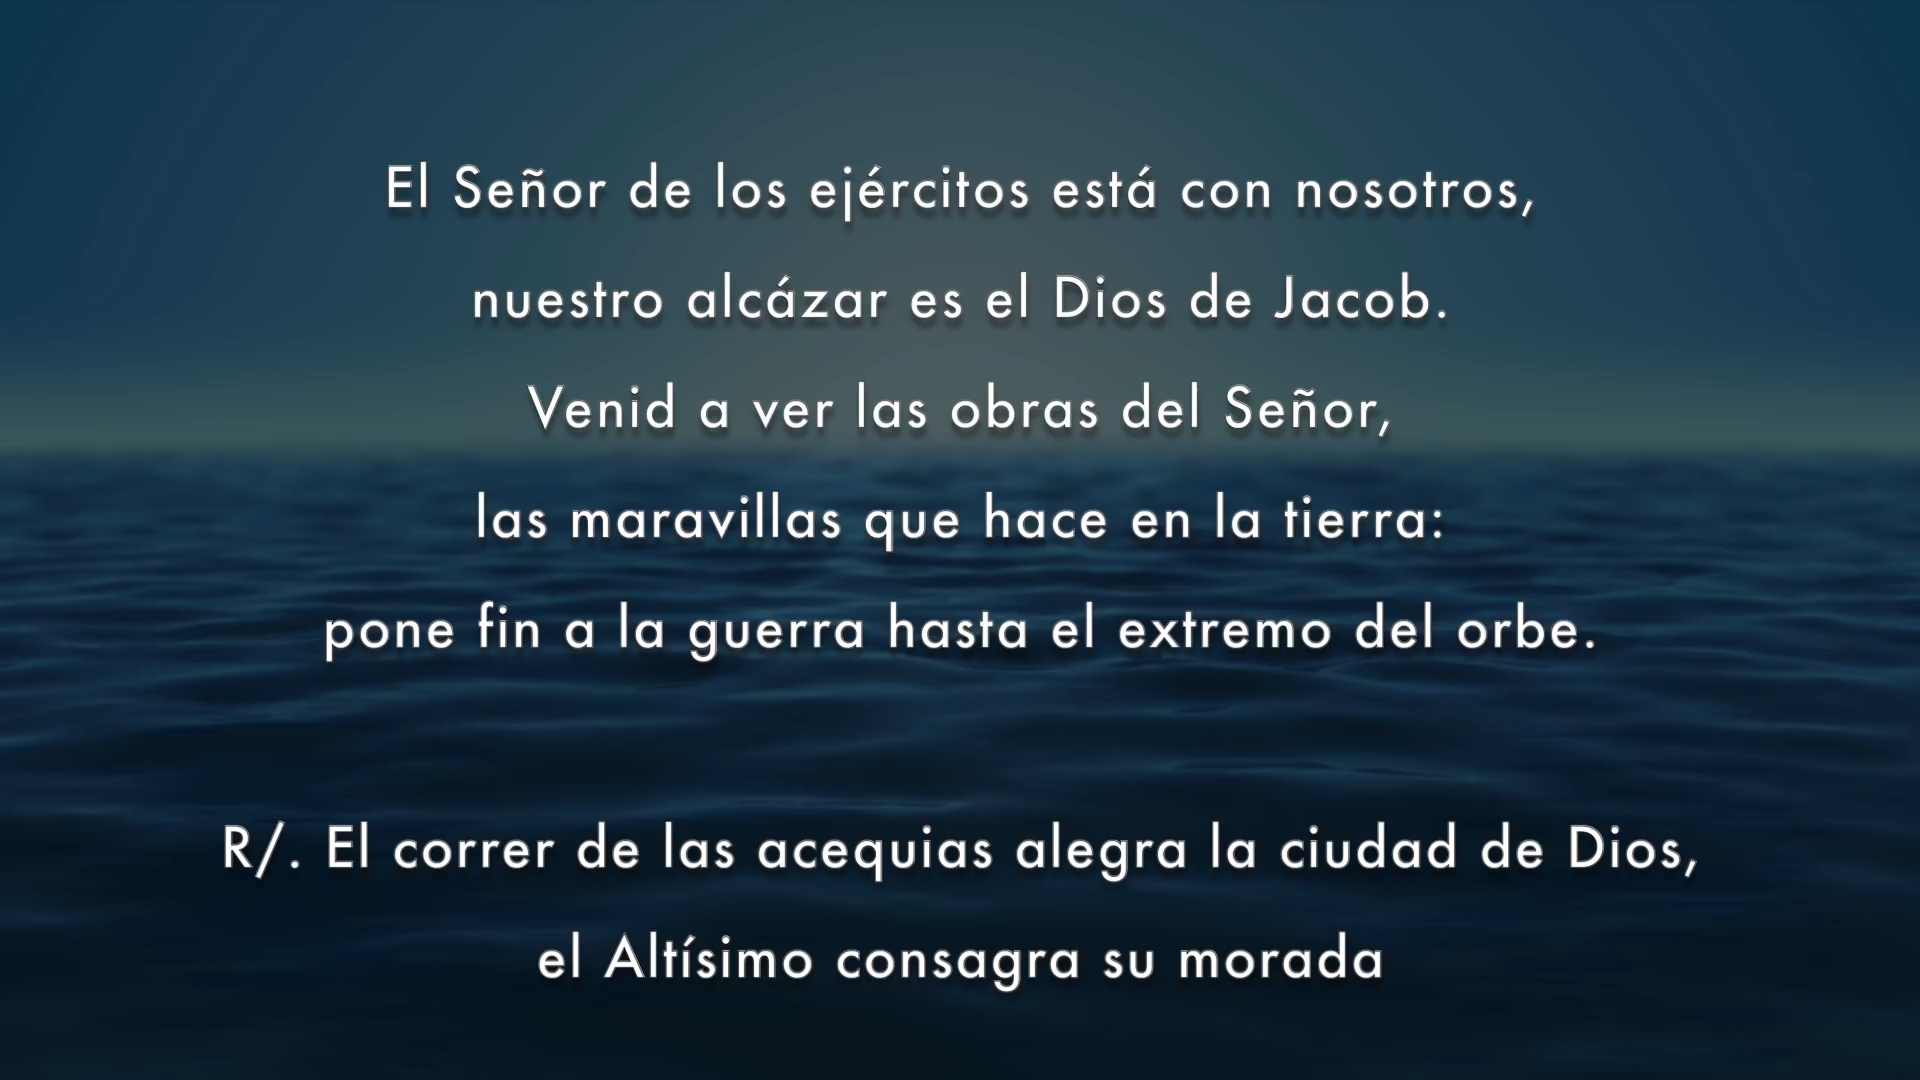 El Señor de los ejércitos está con nosotros,
nuestro alcázar es el Dios de Jacob.
Venid a ver las obras del Señor,
las maravillas que hace en la tierra:
pone fin a la guerra hasta el extremo del orbe.
R/. El correr de las acequias alegra la ciudad de Dios,
el Altísimo consagra su morada